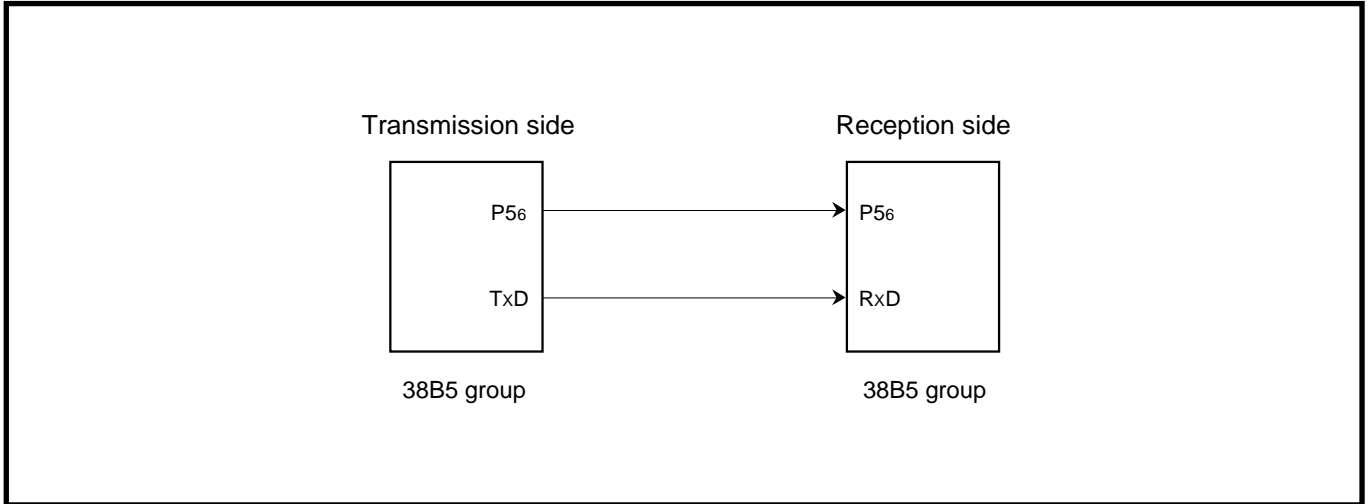 Transmission side
Reception side
P56
P56
TxD
RxD
38B5 group
38B5 group